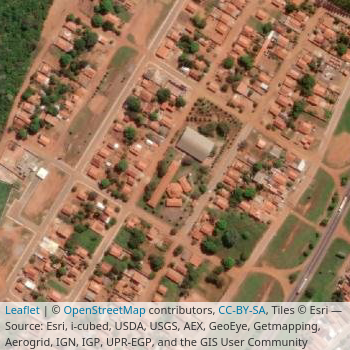 Leaflet | © OpenStreetMap contributors, CC-BY-SA, Tiles © Esri —
Source: Esri, i-cubed, USDA, USGS, AEX, GeoEye, Getmapping,
Aerogrid, IGN, IGP, UPR-EGP, and the GIS User Community